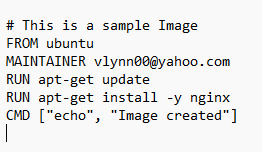 # This is a sample Image
FROM ubuntu
MAINTAINER vlynn00@yahoo.com
RUN apt-get update
RUN apt-get install -y nginx
CMD ["echo", "Image created"]